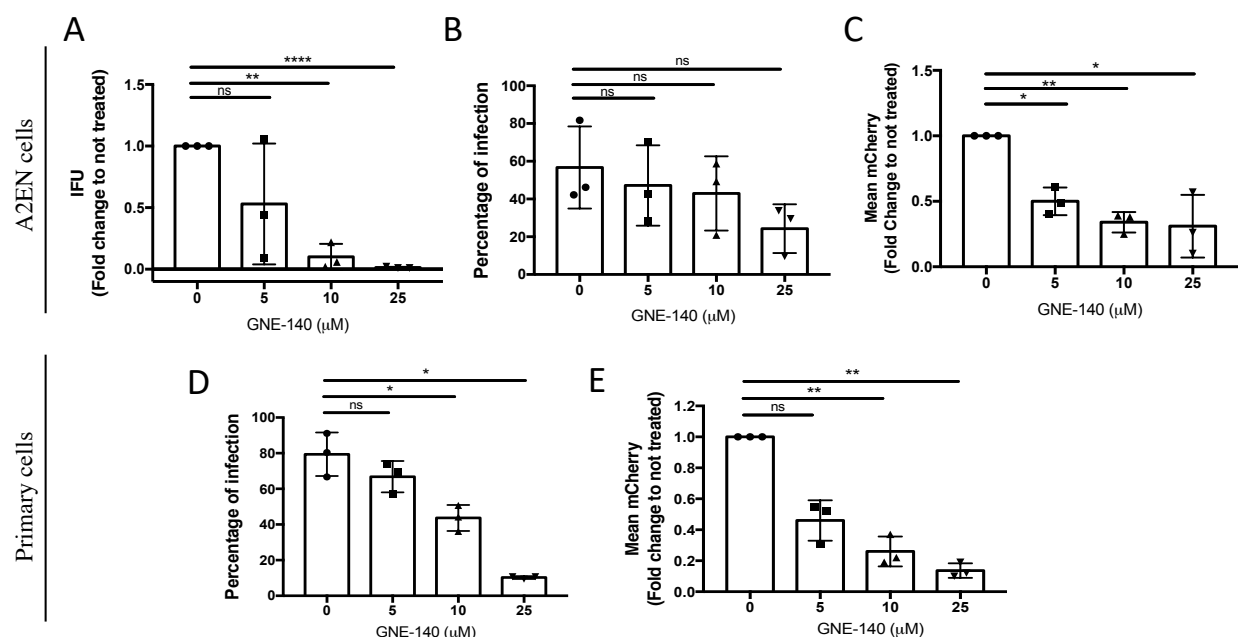 A2EN cells
A
****
**
ns
1.5
1.0
0.5
0.0
IFU
(Fold change to not treated)
0
5
10
25
GNE-140 (µM)
B
ns
ns
ns
100
80
60
40
20
0
Percentage of infection
0
5
10
25
GNE-140 (µM)
C
*
**
*
1.5
1.0
0.5
0.0
Mean mCherry
(Fold Change to not treated)
0
5
10
25
GNE-140 (µM)
Primary cells
D
*
*
ns
100
80
60
40
20
0
Percentage of infection
0
5
10
25
GNE-140 (µM)
E
**
**
ns
1.2
1.0
0.8
0.6
0.4
0.2
0.0
Mean mCherry
(Fold change to not treated)
0
5
10
25
GNE-140 (µM)